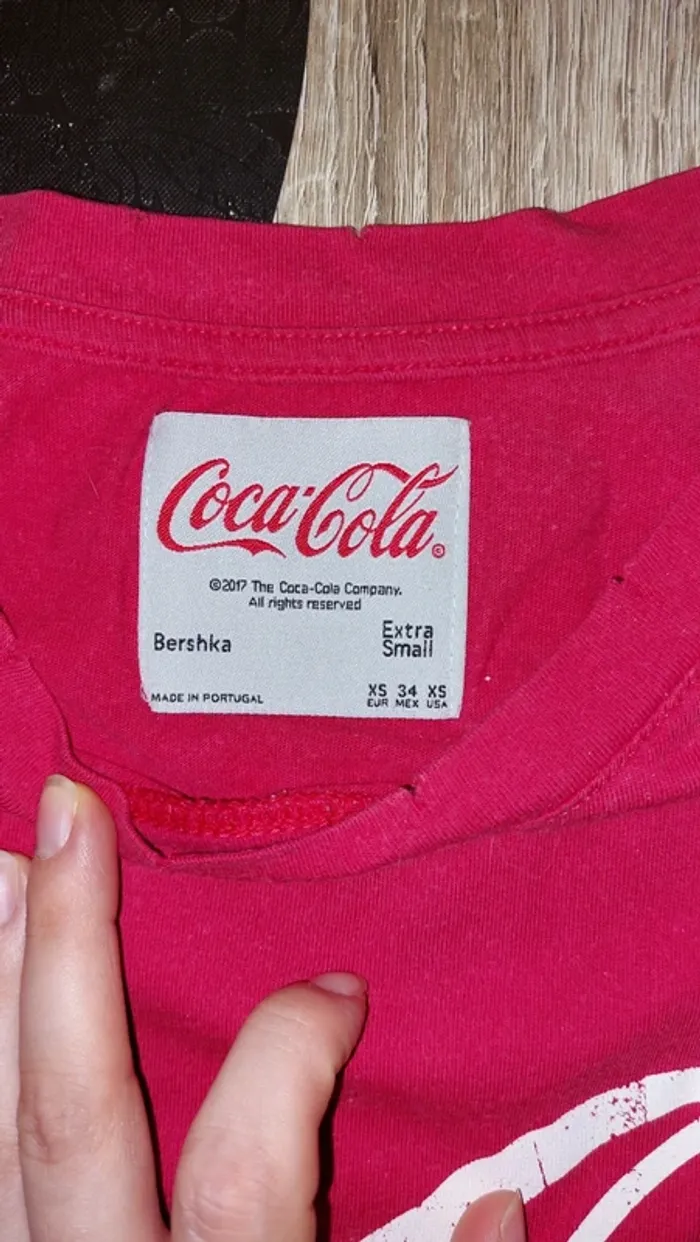 Coca-Cola®
©2017 The Coca-Cola Company.
All rights reserved
Bershka
Extra
Small
MADE IN PORTUGAL
XS 34 XS
EUR MEX USA